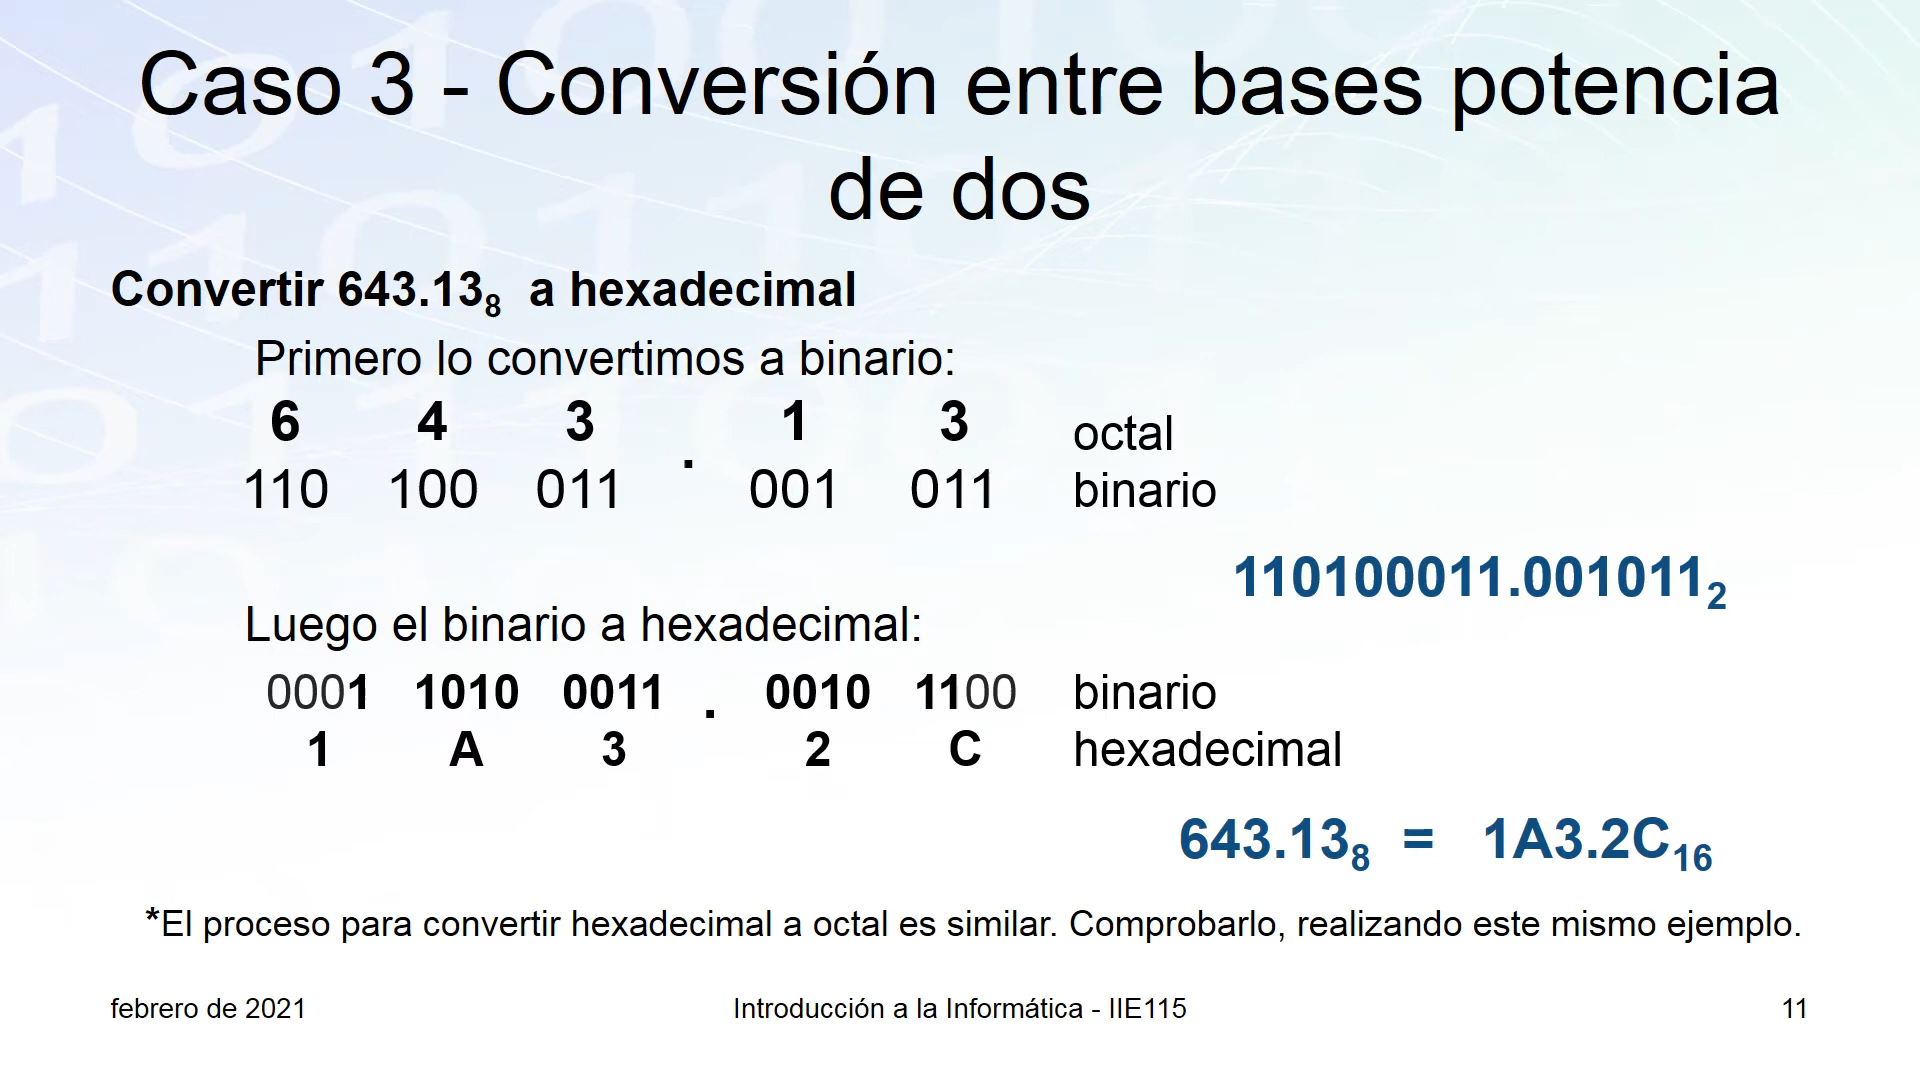 Caso 3 - Conversión entre bases potencia
de dos
Convertir 643.13₈ a hexadecimal
Primero lo convertimos a binario:
6 4 3 . 1 3 octal
110 100 011 001 011 binario
110100011.001011₂
Luego el binario a hexadecimal:
0001 1010 0011 . 0010 1100 binario
1 A 3 2 C hexadecimal
643.13₈ = 1A3.2C₁₆
*El proceso para convertir hexadecimal a octal es similar. Comprobarlo, realizando este mismo ejemplo.
febrero de 2021 Introducción a la Informática - IIE115 11